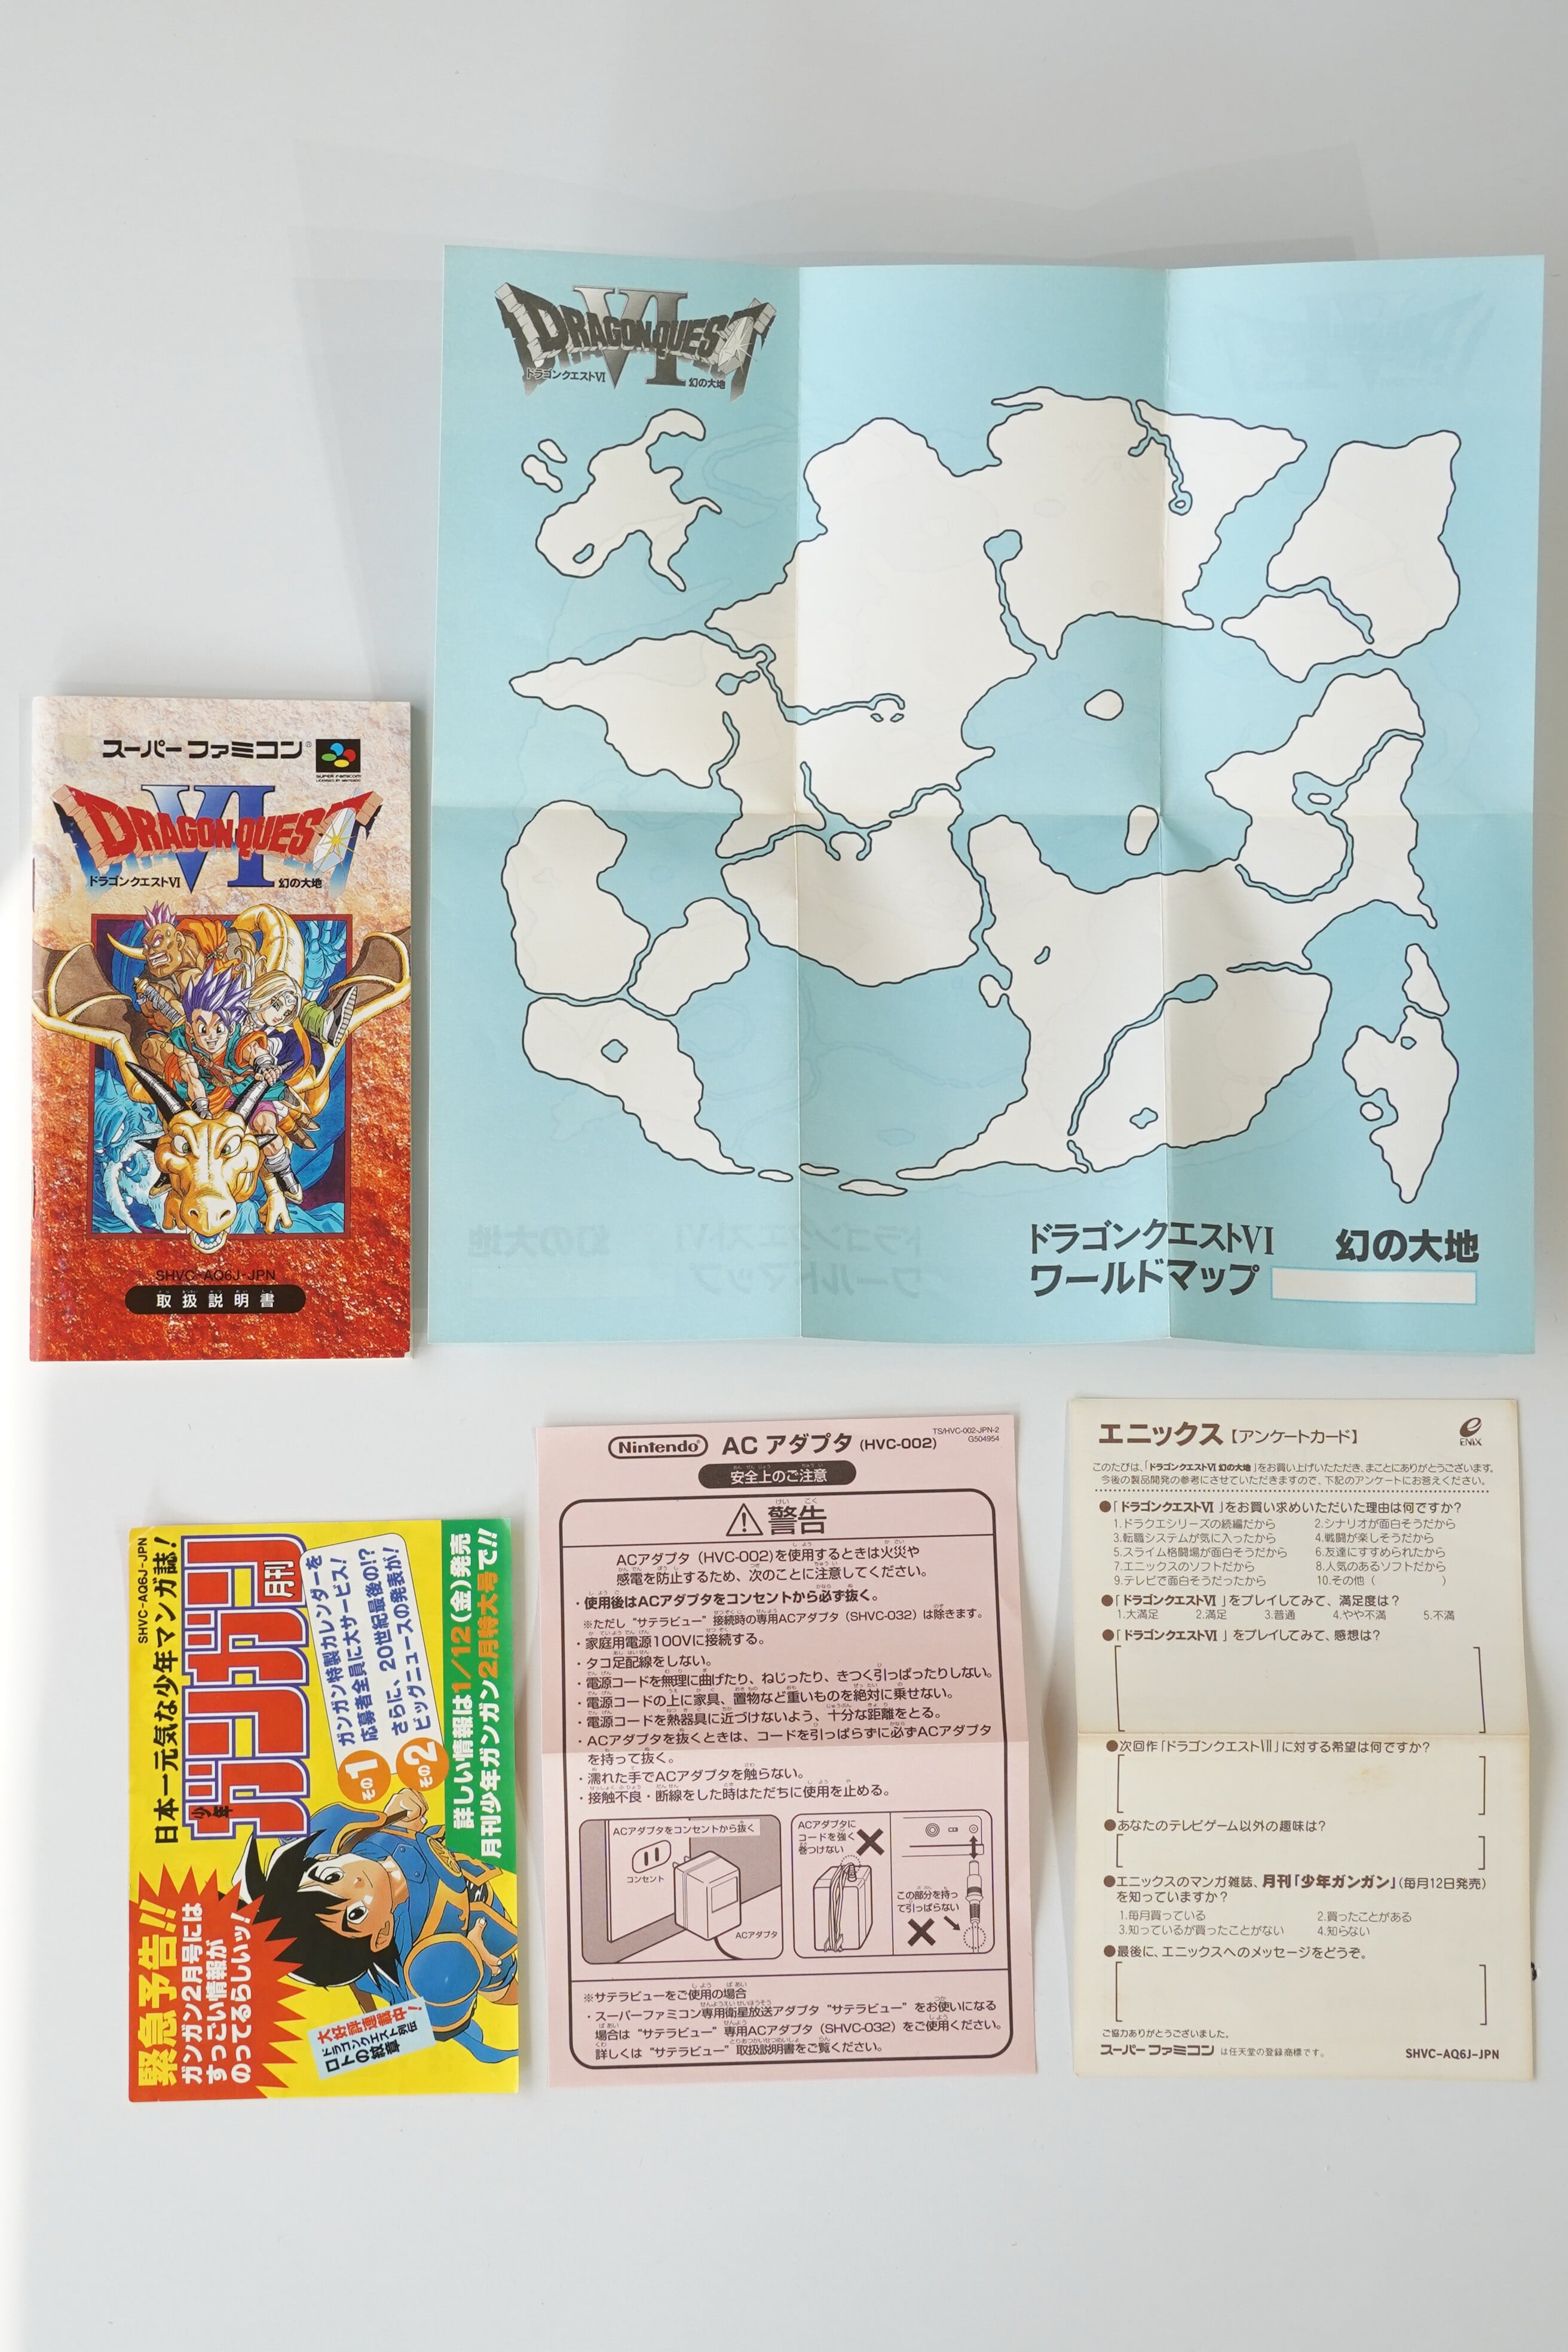 スーパーファミコン®
SUPER FAMICOM
DRAGON QUEST VI
ドラゴンクエストVI 幻の大地
SHVC-AQ6J-JPN
取扱説明書
DRAGON QUEST VI
ドラゴンクエストVI 幻の大地
ドラゴンクエストVI 幻の大地
ワールドマップ
SHVC-AQ6J-JPN
日本一元気な少年マンガ誌!
月刊
少年
ガンガン
その1
ガンガン特製カレンダーを
応募者全員に大サービス!
その2
さらに、20世紀最後の!?
ビッグニュースの発表が!
詳しい情報は1/12(金)発売
月刊少年ガンガン2月特大号で!!
緊急予告!!
ガンガン2月号には
すっごい情報が
のってるらしいッ!
大好評連載中!
ドラゴンクエスト列伝
ロトの紋章
TS/HVC-002-JPN-2
G504954
Nintendo® AC アダプタ (HVC-002)
安全上のご注意
警告
ACアダプタ(HVC-002)を使用するときは火災や
感電を防止するため、次のことに注意してください。
・使用後はACアダプタをコンセントから必ず抜く。
※ただし“サテラビュー”接続時の専用ACアダプタ(SHVC-032)は除きます。
・家庭用電源100Vに接続する。
・タコ足配線をしない。
・電源コードを無理に曲げたり、ねじったり、きつく引っぱったりしない。
・電源コードの上に家具、置物など重いものを絶対に乗せない。
・電源コードを熱器具に近づけないよう、十分な距離をとる。
・ACアダプタを抜くときは、コードを引っぱらずに必ずACアダプタ
を持って抜く。
・濡れた手でACアダプタを触らない。
・接触不良・断線をした時はただちに使用を止める。
ACアダプタをコンセントから抜く
コンセント
ACアダプタ
ACアダプタに
コードを強く
巻つけない
この部分を持っ
て引っぱらない
※サテラビューをご使用の場合
・スーパーファミコン専用衛星放送アダプタ“サテラビュー”をお使いになる
場合は“サテラビュー”専用ACアダプタ(SHVC-032)をご使用ください。
詳しくは“サテラビュー”取扱説明書をご覧ください。
エニックス【アンケートカード】
ENIX
このたびは、「ドラゴンクエストVI 幻の大地」をお買い上げいただき、まことにありがとうございます。
今後の製品開発の参考にさせていただきますので、下記のアンケートにお答えください。
●「ドラゴンクエストVI」をお買い求めいただいた理由は何ですか?
1.ドラクエシリーズの続編だから 2.シナリオが面白そうだから
3.転職システムが気に入ったから 4.戦闘が楽しそうだから
5.スライム格闘場が面白そうだから 6.友達にすすめられたから
7.エニックスのソフトだから 8.人気のあるソフトだから
9.テレビで面白そうだったから 10.その他( )
●「ドラゴンクエストVI」をプレイしてみて、満足度は?
1.大満足 2.満足 3.普通 4.やや不満 5.不満
●「ドラゴンクエストVI」をプレイしてみて、感想は?
●次回作「ドラゴンクエストVII」に対する希望は何ですか?
●あなたのテレビゲーム以外の趣味は?
●エニックスのマンガ雑誌、月刊「少年ガンガン」(毎月12日発売)
を知っていますか?
1.毎月買っている 2.買ったことがある
3.知っているが買ったことがない 4.知らない
●最後に、エニックスへのメッセージをどうぞ。
ご協力ありがとうございました。
スーパーファミコンは任天堂の登録商標です。 SHVC-AQ6J-JPN